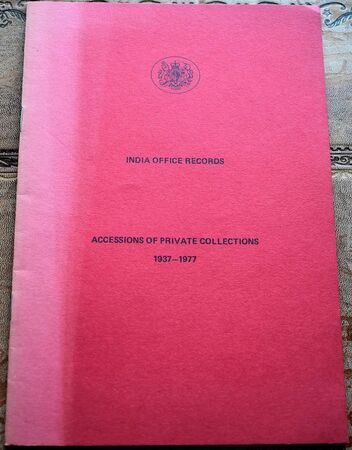 INDIA OFFICE RECORDS
ACCESSIONS OF PRIVATE COLLECTIONS
1937–1977